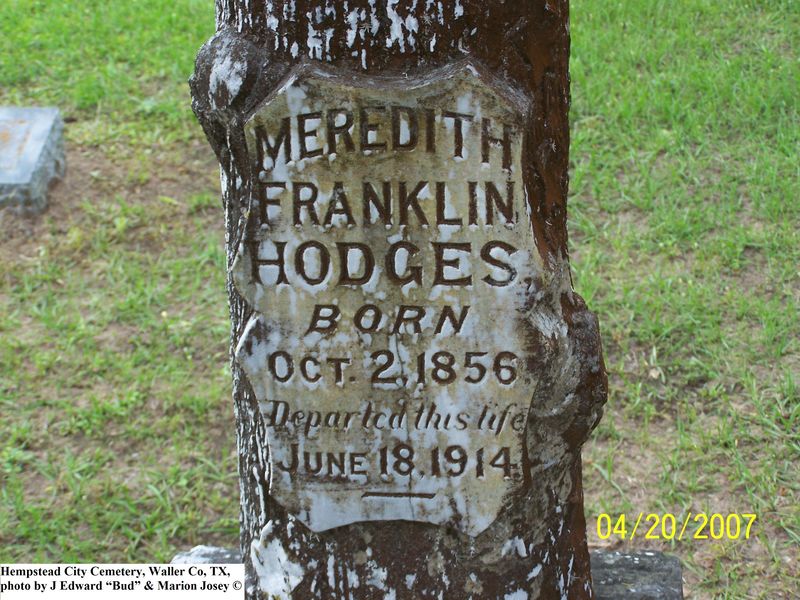 MEREDITH
FRANKLIN
HODGES,
BORN
OCT. 2, 1856
Departed this life
JUNE 18, 1914
04/20/2007
Hempstead City Cemetery, Waller Co, TX,
photo by J Edward “Bud” & Marion Josey ©